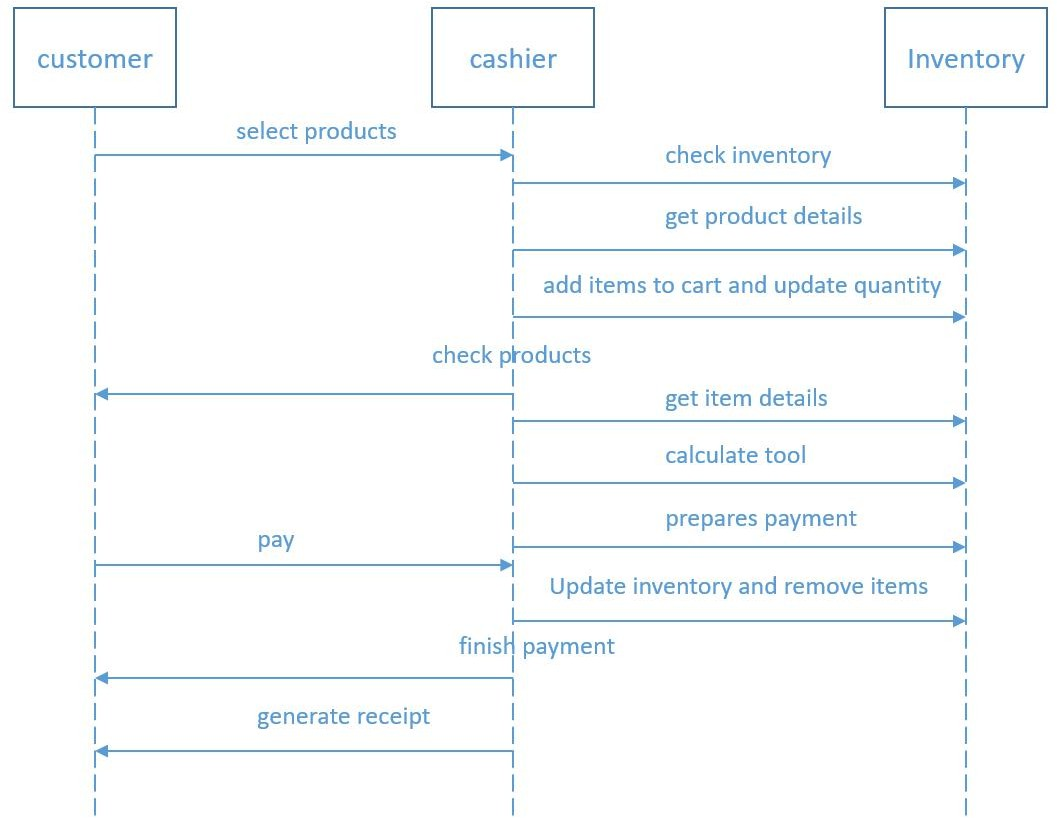 customer
cashier
Inventory
select products
check inventory
get product details
add items to cart and update quantity
check products
get item details
calculate tool
prepares payment
pay
Update inventory and remove items
finish payment
generate receipt